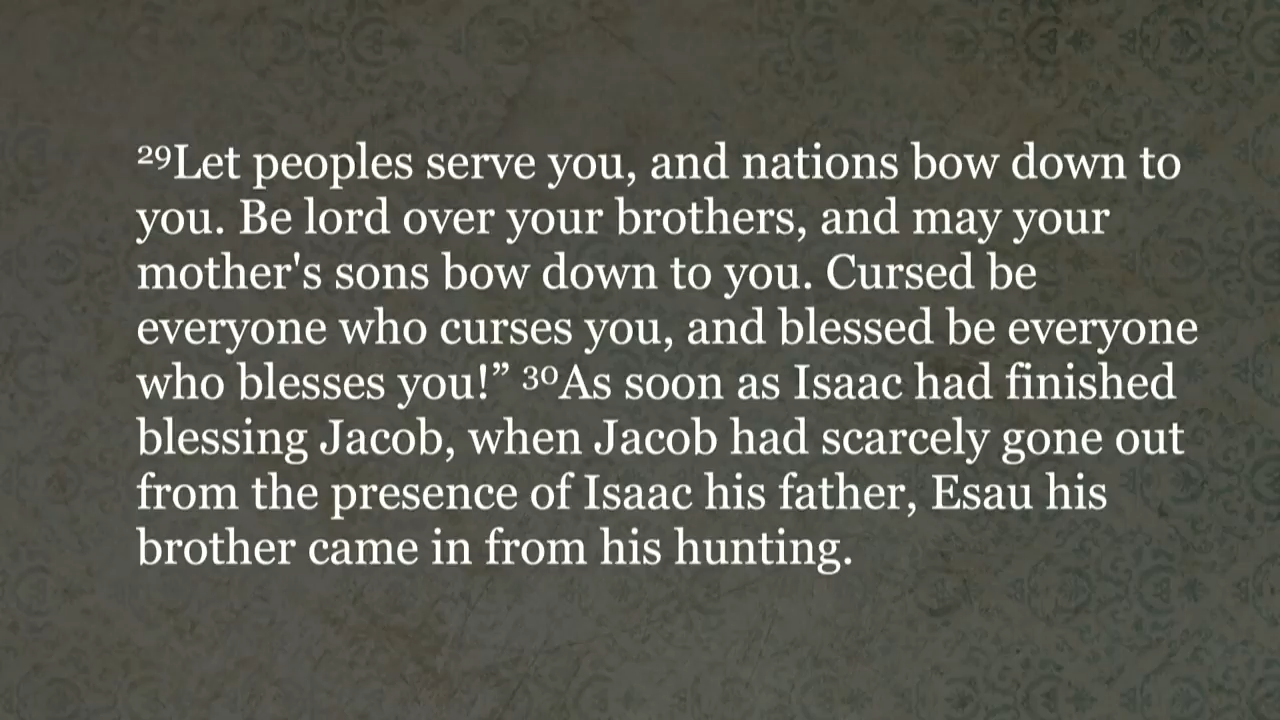 ²⁹Let peoples serve you, and nations bow down to
you. Be lord over your brothers, and may your
mother's sons bow down to you. Cursed be
everyone who curses you, and blessed be everyone
who blesses you!” ³⁰As soon as Isaac had finished
blessing Jacob, when Jacob had scarcely gone out
from the presence of Isaac his father, Esau his
brother came in from his hunting.